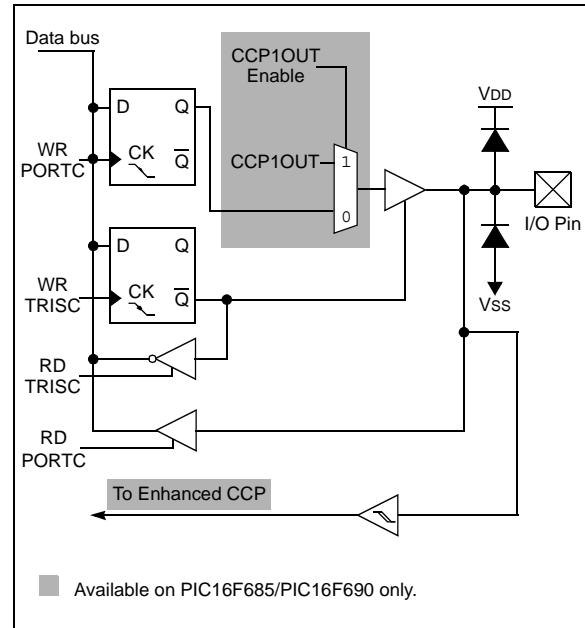 Data bus
CCP1OUT
Enable
VDD
D Q
WR
PORTC
CK Q
CCP1OUT
1
0
I/O Pin
D Q
WR
TRISC
CK Q
VSS
RD
TRISC
RD
PORTC
To Enhanced CCP
Available on PIC16F685/PIC16F690 only.